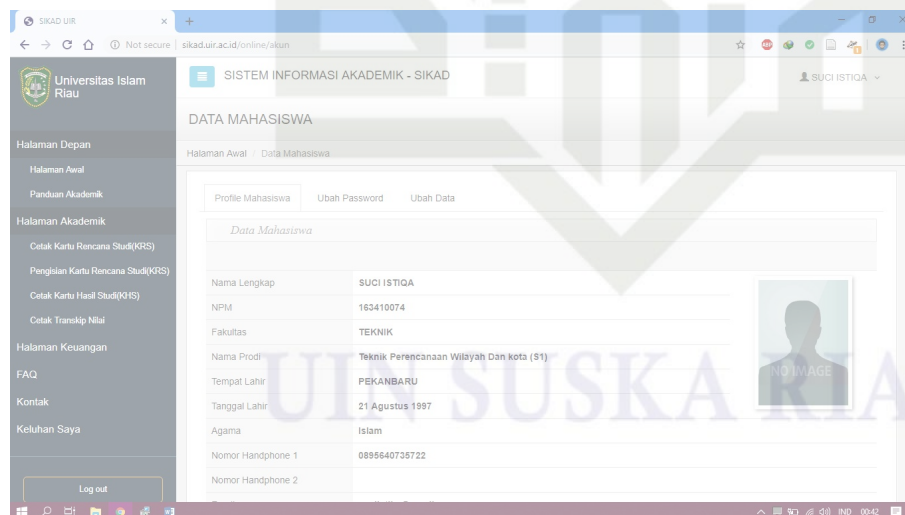 SIKAD UIR
Not secure | sikad.uir.ac.id/online/akun
Universitas Islam
Riau
SISTEM INFORMASI AKADEMIK - SIKAD
SUCI ISTIQA
DATA MAHASISWA
Halaman Awal / Data Mahasiswa
Halaman Depan
Halaman Awal
Panduan Akademik
Halaman Akademik
Cetak Kartu Rencana Studi(KRS)
Pengisian Kartu Rencana Studi(KRS)
Cetak Kartu Hasil Studi(KHS)
Cetak Transkip Nilai
Halaman Keuangan
FAQ
Kontak
Keluhan Saya
Log out
Profile Mahasiswa Ubah Password Ubah Data
Data Mahasiswa
Nama Lengkap SUCI ISTIQA
NPM 163410074
Fakultas TEKNIK
Nama Prodi Teknik Perencanaan Wilayah Dan kota (S1)
Tempat Lahir PEKANBARU
Tanggal Lahir 21 Agustus 1997
Agama Islam
Nomor Handphone 1 0895640735722
Nomor Handphone 2
NO IMAGE
UIN SUSKA RIA
IND 00:42